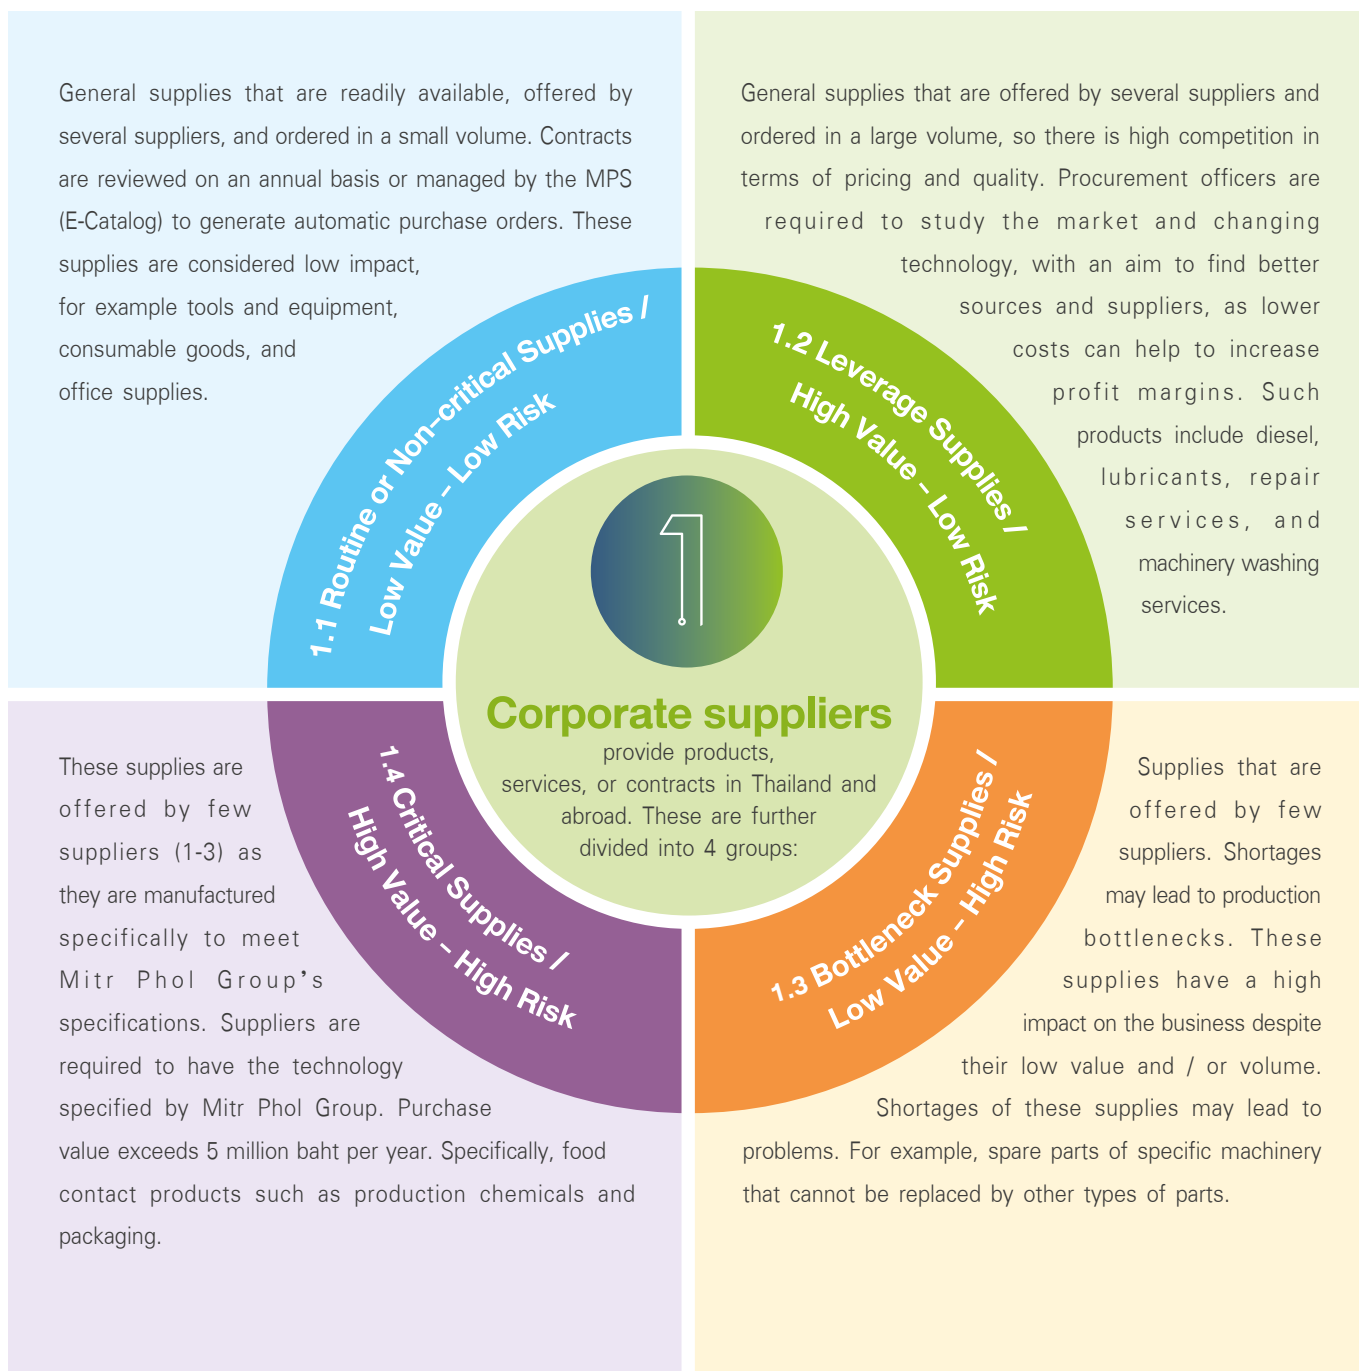 General supplies that are readily available, offered by
several suppliers, and ordered in a small volume. Contracts
are reviewed on an annual basis or managed by the MPS
(E-Catalog) to generate automatic purchase orders. These
supplies are considered low impact,
for example tools and equipment,
consumable goods, and
office supplies.
1.1 Routine or Non-critical Supplies /
Low Value – Low Risk
General supplies that are offered by several suppliers and
ordered in a large volume, so there is high competition in
terms of pricing and quality. Procurement officers are
required to study the market and changing
technology, with an aim to find better
sources and suppliers, as lower
costs can help to increase
profit margins. Such
products include diesel,
lubricants, repair
services, and
machinery washing
services.
1.2 Leverage Supplies /
High Value – Low Risk
1
Corporate suppliers
provide products,
services, or contracts in Thailand and
abroad. These are further
divided into 4 groups:
These supplies are
offered by few
suppliers (1-3) as
they are manufactured
specifically to meet
Mitr Phol Group's
specifications. Suppliers are
required to have the technology
specified by Mitr Phol Group. Purchase
value exceeds 5 million baht per year. Specifically, food
contact products such as production chemicals and
packaging.
1.4 Critical Supplies /
High Value – High Risk
1.3 Bottleneck Supplies /
Low Value – High Risk
Supplies that are
offered by few
suppliers. Shortages
may lead to production
bottlenecks. These
supplies have a high
impact on the business despite
their low value and / or volume.
Shortages of these supplies may lead to
problems. For example, spare parts of specific machinery
that cannot be replaced by other types of parts.